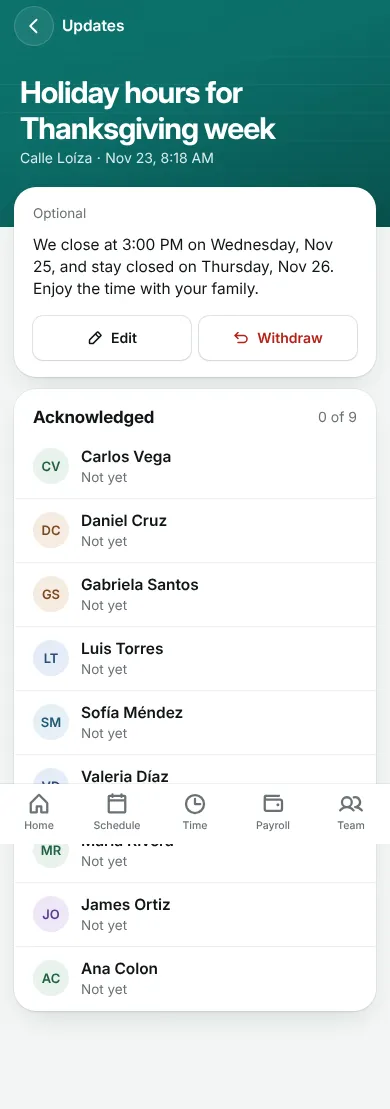 Updates
Holiday hours for
Thanksgiving week
Calle Loíza · Nov 23, 8:18 AM
Optional
We close at 3:00 PM on Wednesday, Nov
25, and stay closed on Thursday, Nov 26.
Enjoy the time with your family.
Edit
Withdraw
Acknowledged
0 of 9
CV
Carlos Vega
Not yet
DC
Daniel Cruz
Not yet
GS
Gabriela Santos
Not yet
LT
Luis Torres
Not yet
SM
Sofía Méndez
Not yet
Valeria Díaz
Home
Schedule
Time
Payroll
Team
MR
Not yet
JO
James Ortiz
Not yet
AC
Ana Colon
Not yet